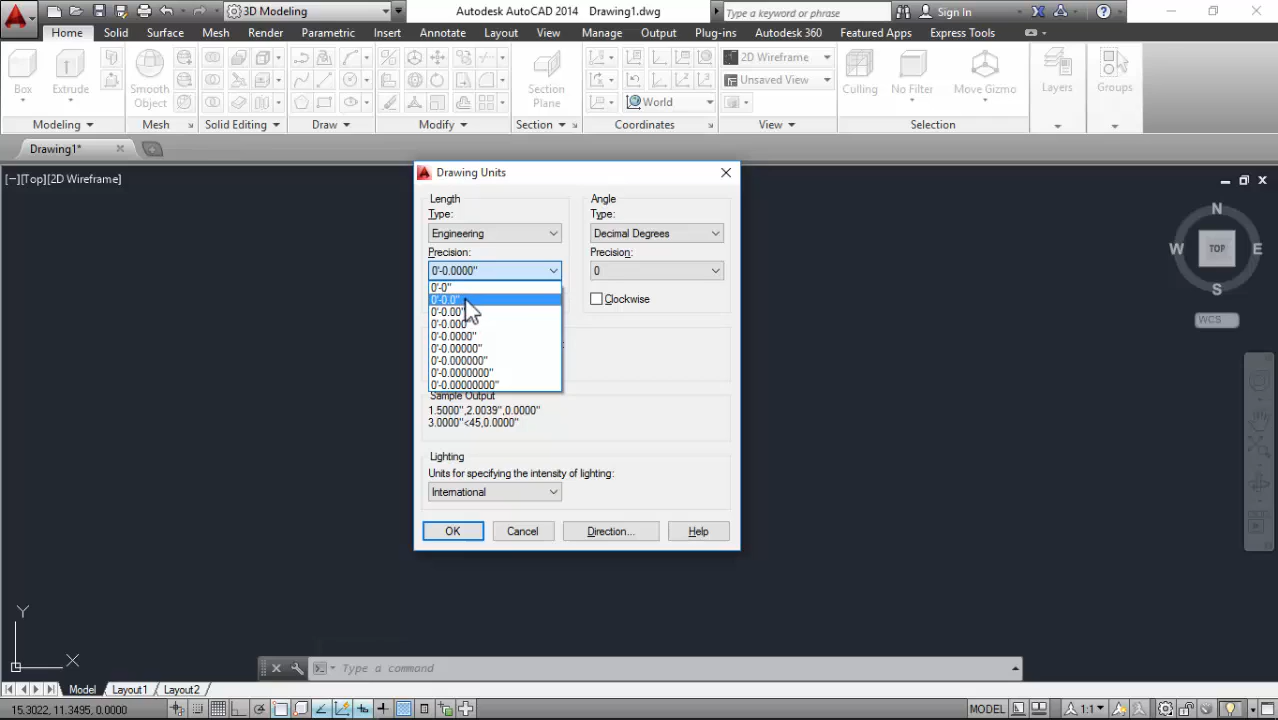 3D Modeling
Autodesk AutoCAD 2014 Drawing1.dwg
Type a keyword or phrase
Sign In
Home Solid Surface Mesh Render Parametric Insert Annotate Layout View Manage Output Plug-ins Autodesk 360 Featured Apps Express Tools
Box
Extrude
Smooth Object
Section Plane
2D Wireframe
Unsaved View
World
Culling
No Filter
Move Gizmo
Layers
Groups
Modeling
Mesh
Solid Editing
Draw
Modify
Section
Coordinates
View
Selection
Drawing1*
[−][Top][2D Wireframe]
Drawing Units
Length
Type:
Engineering
Precision:
0'-0.0000"
0'-0"
0'-0.0"
0'-0.00"
0'-0.000"
0'-0.0000"
0'-0.00000"
0'-0.000000"
0'-0.0000000"
0'-0.00000000"
Angle
Type:
Decimal Degrees
Precision:
0
Clockwise
Sample Output
1.5000",2.0039",0.0000"
3.0000"<45,0.0000"
Lighting
Units for specifying the intensity of lighting:
International
OK Cancel Direction... Help
N
W TOP E
S
WCS
Y
X
Type a command
Model Layout1 Layout2
15.3022, 11.3495, 0.0000
MODEL
1:1